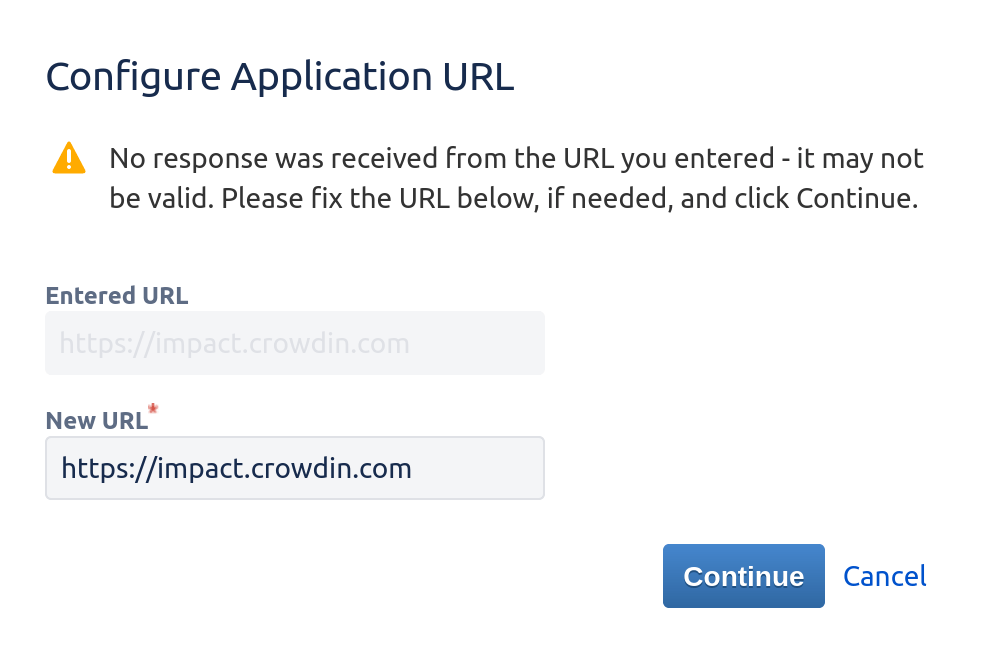 Configure Application URL
No response was received from the URL you entered - it may not
be valid. Please fix the URL below, if needed, and click Continue.
Entered URL
https://impact.crowdin.com
New URL*
https://impact.crowdin.com
Continue Cancel